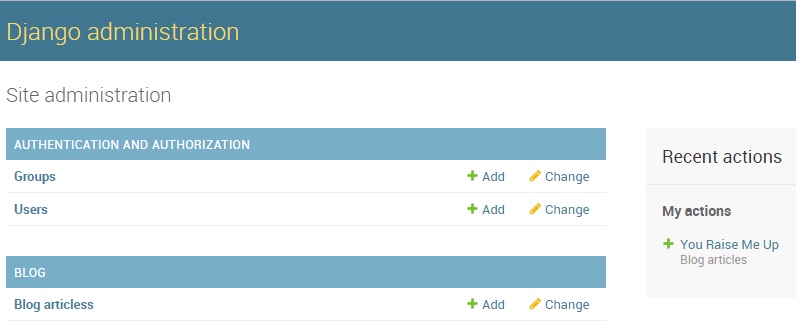 Django administration
Site administration
AUTHENTICATION AND AUTHORIZATION
Groups Add Change
Users Add Change
BLOG
Blog articless Add Change
Recent actions
My actions
You Raise Me Up
Blog articles